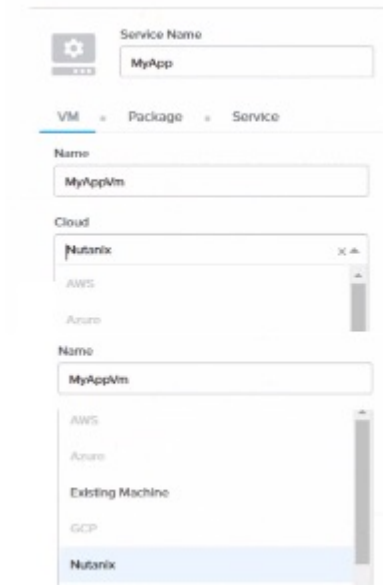 Service Name
MyApp
VM Package Service
Name
MyAppVm
Cloud
Nutanix
AWS
Azure
Name
MyAppVm
AWS
Azure
Existing Machine
GCP
Nutanix